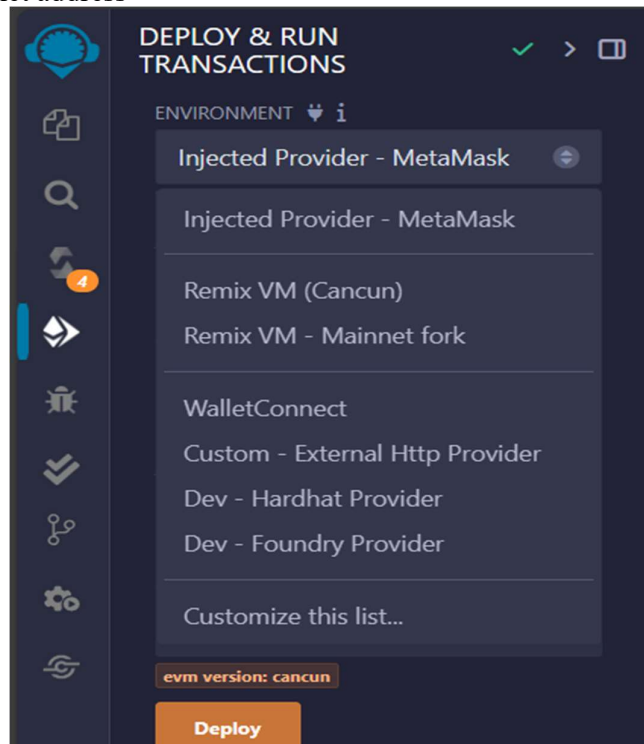 DEPLOY & RUN
TRANSACTIONS
ENVIRONMENT
Injected Provider - MetaMask
Injected Provider - MetaMask
Remix VM (Cancun)
Remix VM - Mainnet fork
4
WalletConnect
Custom - External Http Provider
Dev - Hardhat Provider
Dev - Foundry Provider
Customize this list...
evm version: cancun
Deploy